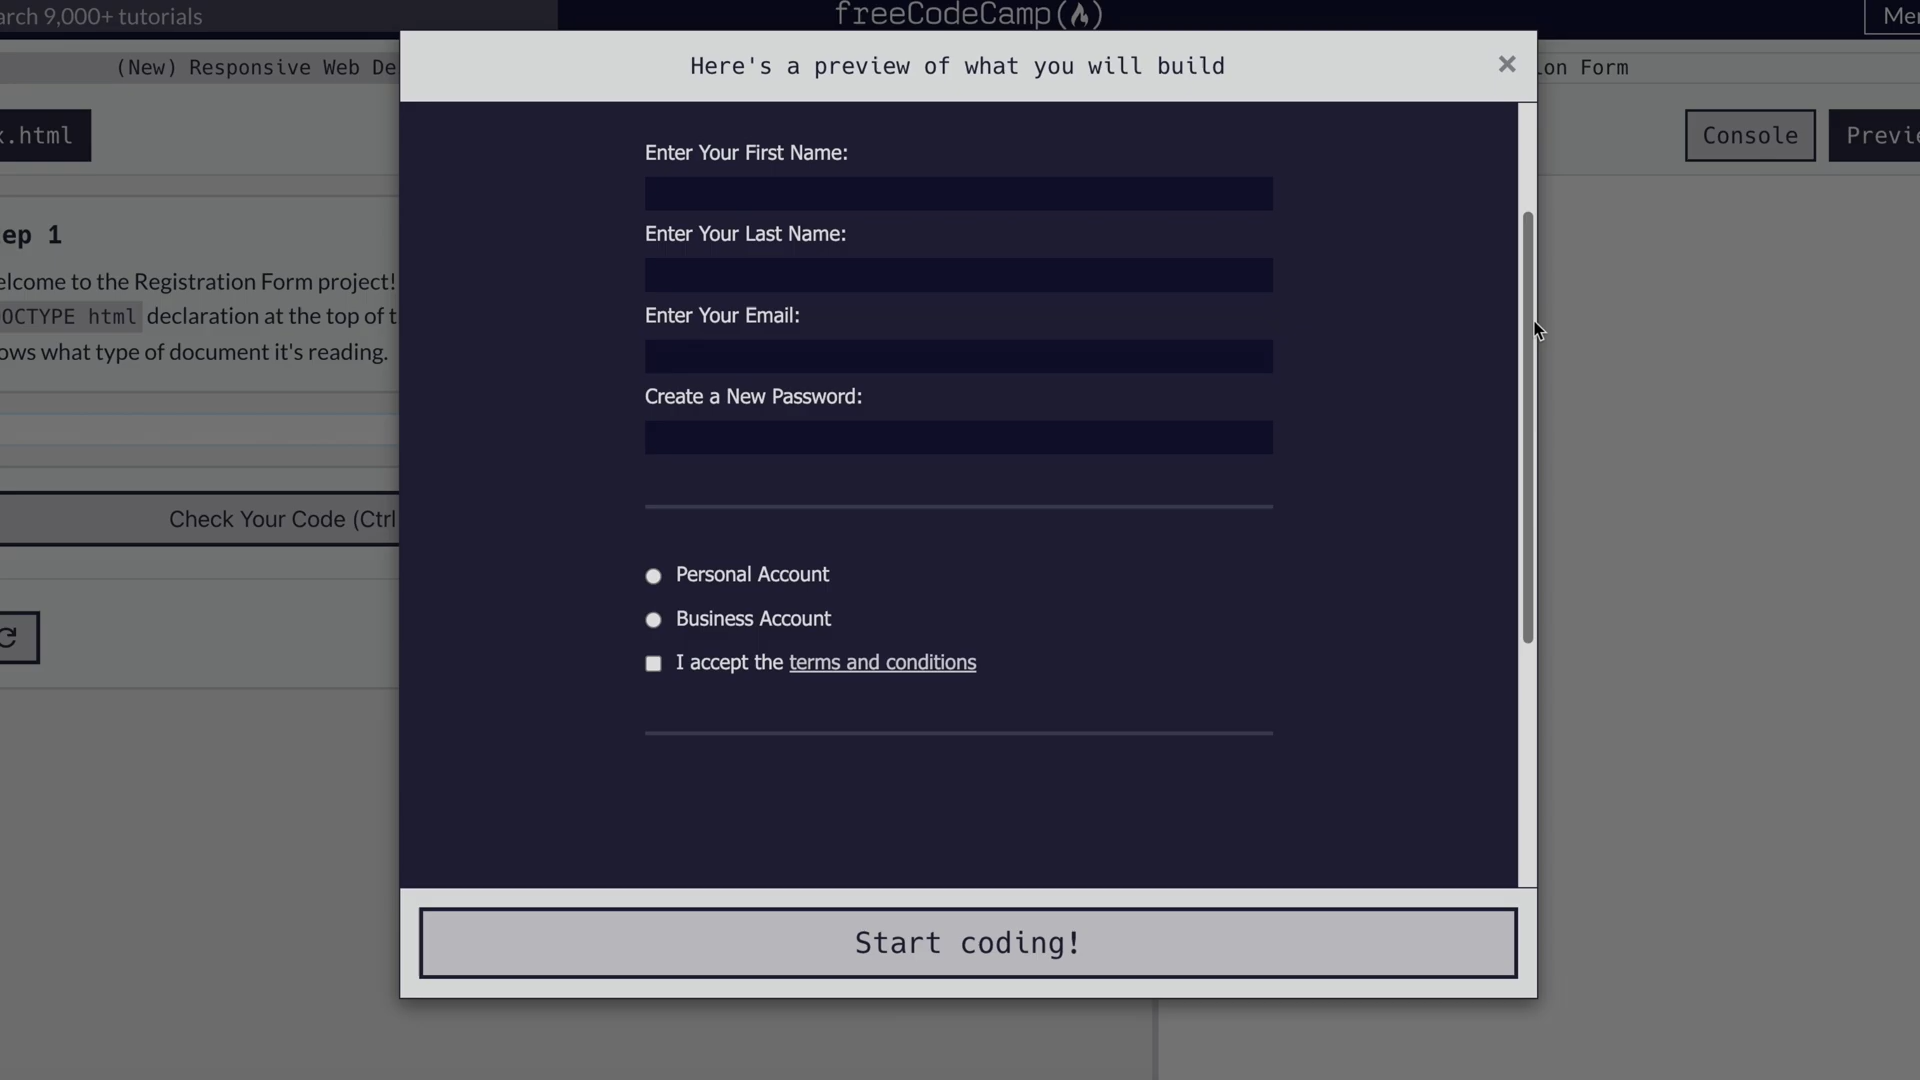 arch 9,000+ tutorials
freeCodeCamp
(New) Responsive Web De
on Form
.html
Console
Here's a preview of what you will build
Enter Your First Name:
Enter Your Last Name:
Enter Your Email:
Create a New Password:
Personal Account
Business Account
I accept the terms and conditions
Start coding!
ep 1
elcome to the Registration Form project!
OCTYPE html declaration at the top of t
ows what type of document it's reading.
Check Your Code (Ctrl